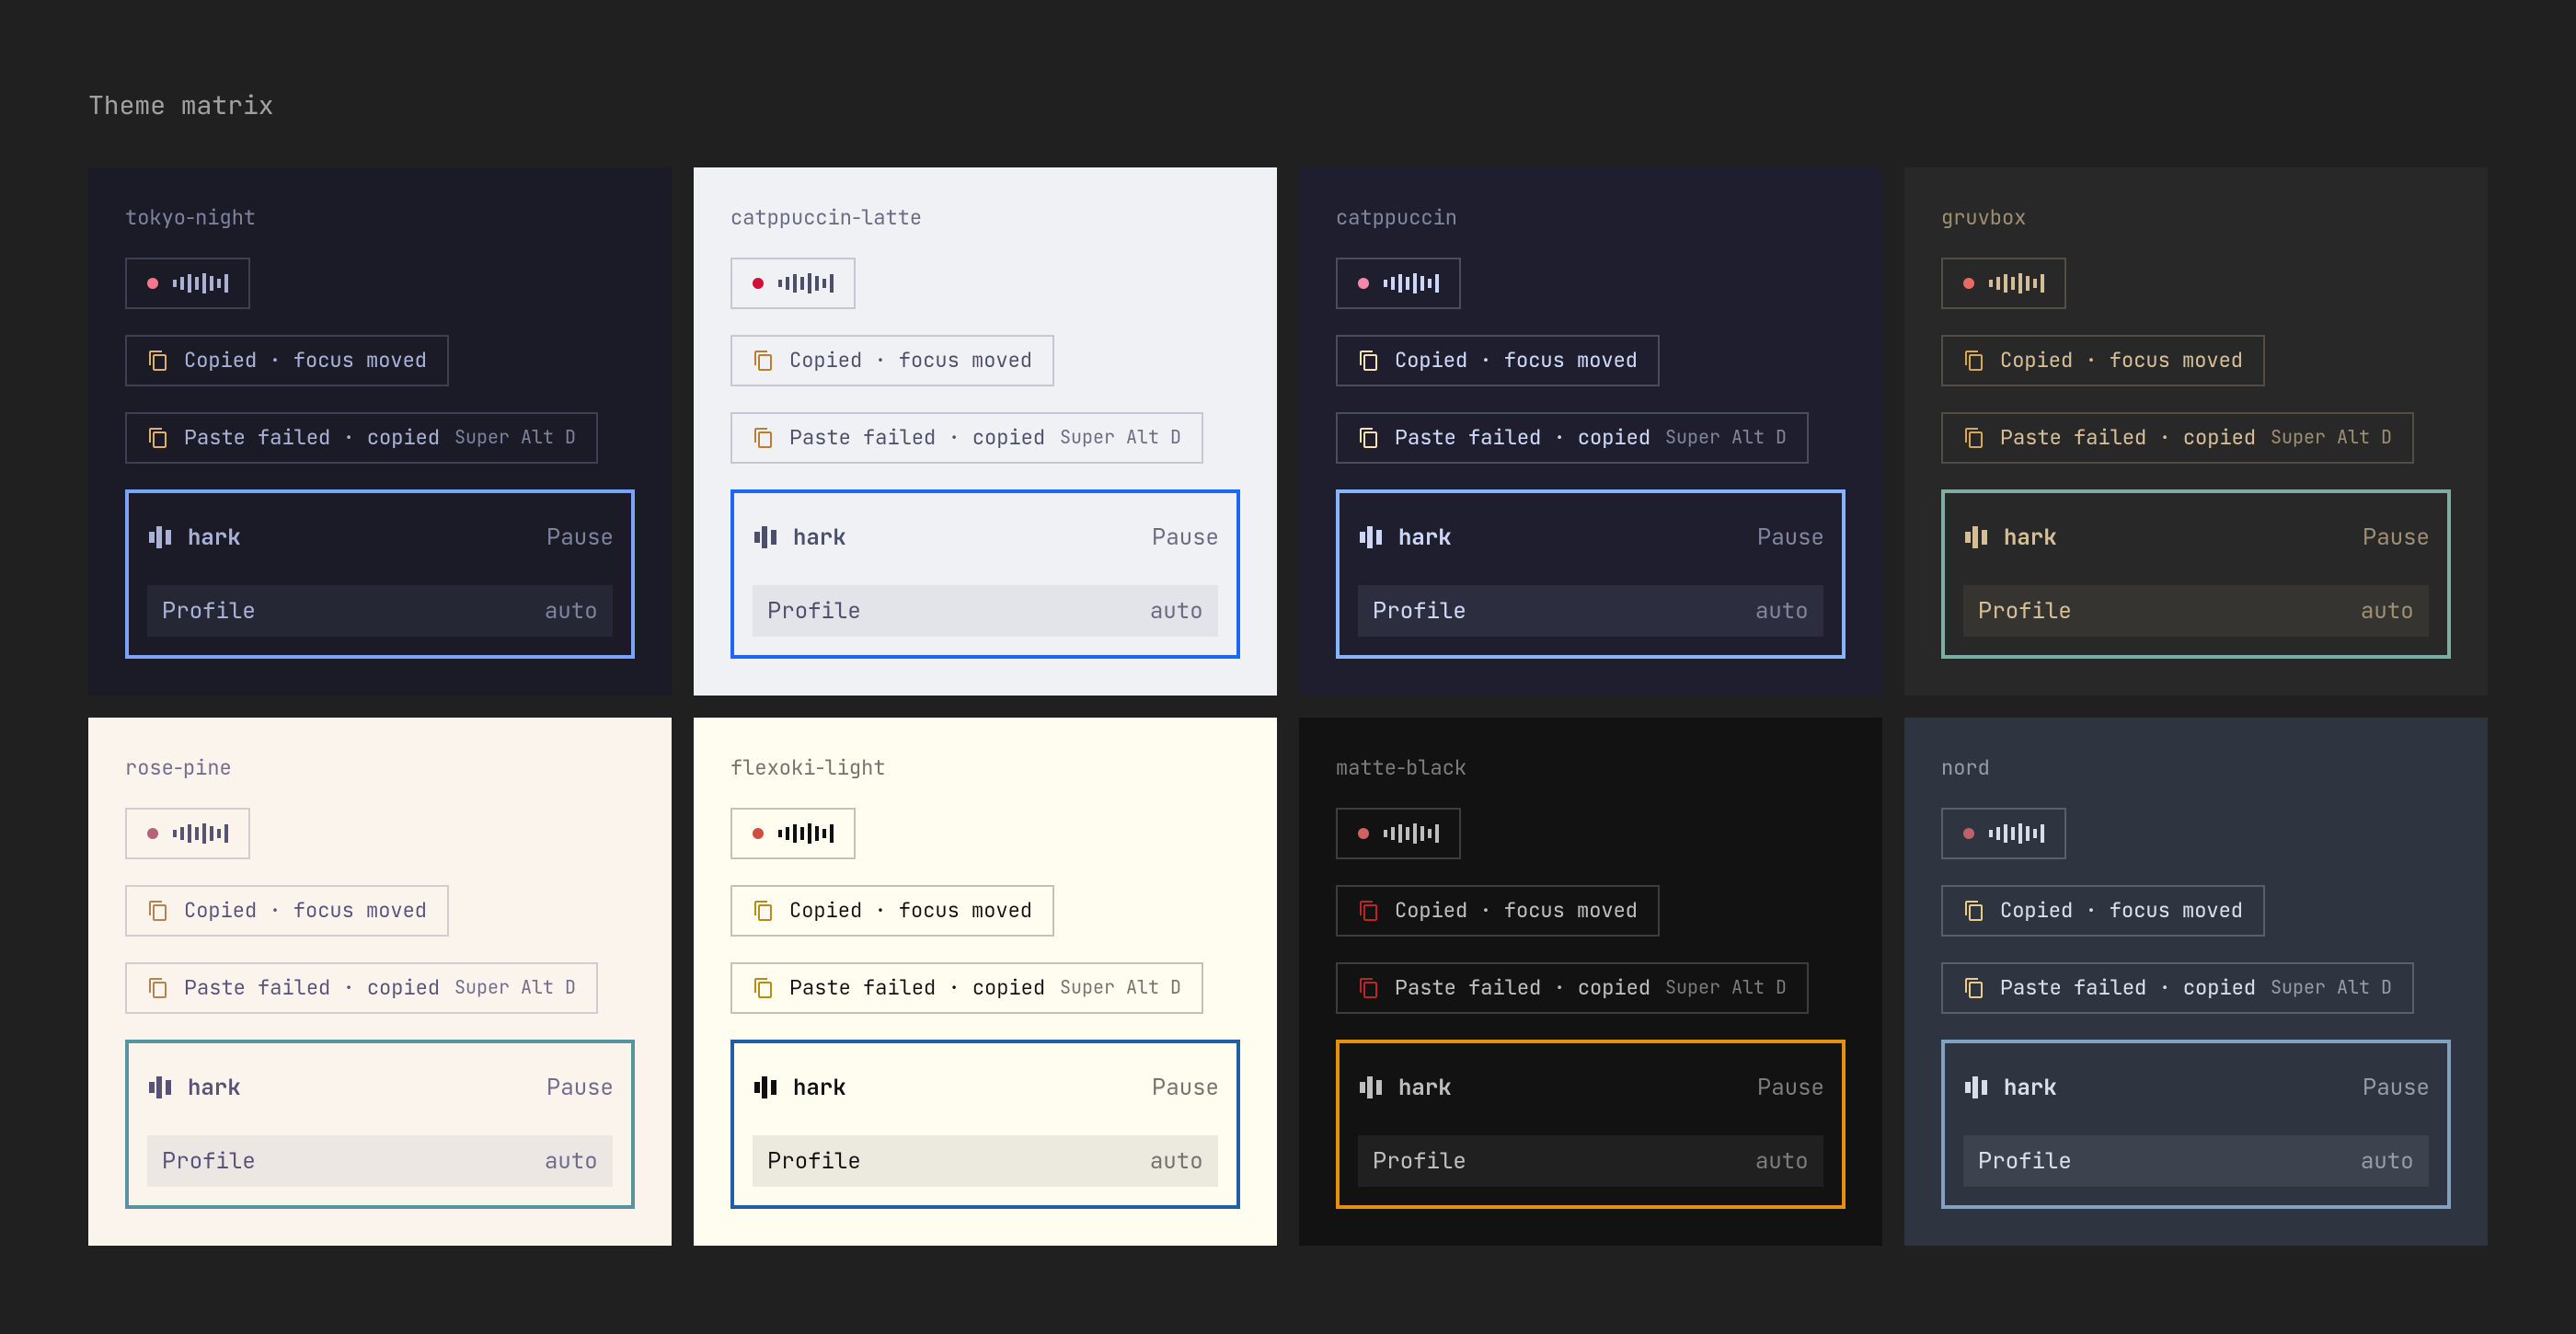 Theme matrix
tokyo-night
Copied · focus moved
Paste failed · copied Super Alt D
hark Pause
Profile auto
catppuccin-latte
Copied · focus moved
Paste failed · copied Super Alt D
hark Pause
Profile auto
catppuccin
Copied · focus moved
Paste failed · copied Super Alt D
hark Pause
Profile auto
gruvbox
Copied · focus moved
Paste failed · copied Super Alt D
hark Pause
Profile auto
rose-pine
Copied · focus moved
Paste failed · copied Super Alt D
hark Pause
Profile auto
flexoki-light
Copied · focus moved
Paste failed · copied Super Alt D
hark Pause
Profile auto
matte-black
Copied · focus moved
Paste failed · copied Super Alt D
hark Pause
Profile auto
nord
Copied · focus moved
Paste failed · copied Super Alt D
hark Pause
Profile auto